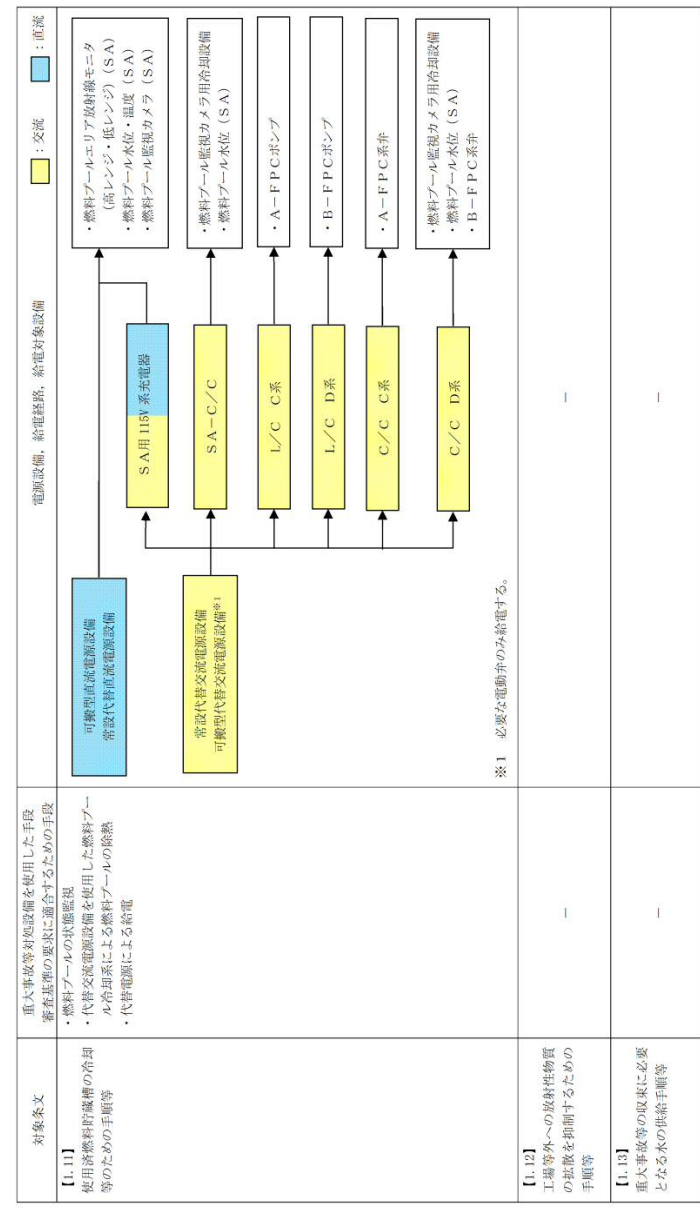 対象条文
重大事故等対処設備を使用した手段
審査基準の要求に適合するための手段
電源設備，給電経路，給電対象設備
：交流
：直流
【1.11】
使用済燃料貯蔵槽の冷却
等のための手順等
・燃料プールの状態監視
・代替交流電源設備を使用した燃料プー
ル冷却系による燃料プールの除熱
・代替電源による給電
可搬型直流電源設備
常設代替直流電源設備
常設代替交流電源設備
可搬型代替交流電源設備※1
ＳＡ用 115V 系充電器
ＳＡ－Ｃ／Ｃ
Ｌ／Ｃ　Ｃ系
Ｌ／Ｃ　Ｄ系
Ｃ／Ｃ　Ｃ系
Ｃ／Ｃ　Ｄ系
・燃料プールエリア放射線モニタ
（高レンジ・低レンジ）（ＳＡ）
・燃料プール水位・温度（ＳＡ）
・燃料プール監視カメラ（ＳＡ）
・燃料プール監視カメラ用冷却設備
・燃料プール水位（ＳＡ）
・Ａ－ＦＰＣポンプ
・Ｂ－ＦＰＣポンプ
・Ａ－ＦＰＣ系弁
・燃料プール監視カメラ用冷却設備
・燃料プール水位（ＳＡ）
・Ｂ－ＦＰＣ系弁
※1　必要な電動弁のみ給電する。
【1.12】
工場等外への放射性物質
の拡散を抑制するための
手順等
－
－
【1.13】
重大事故等の収束に必要
となる水の供給手順等
－
－